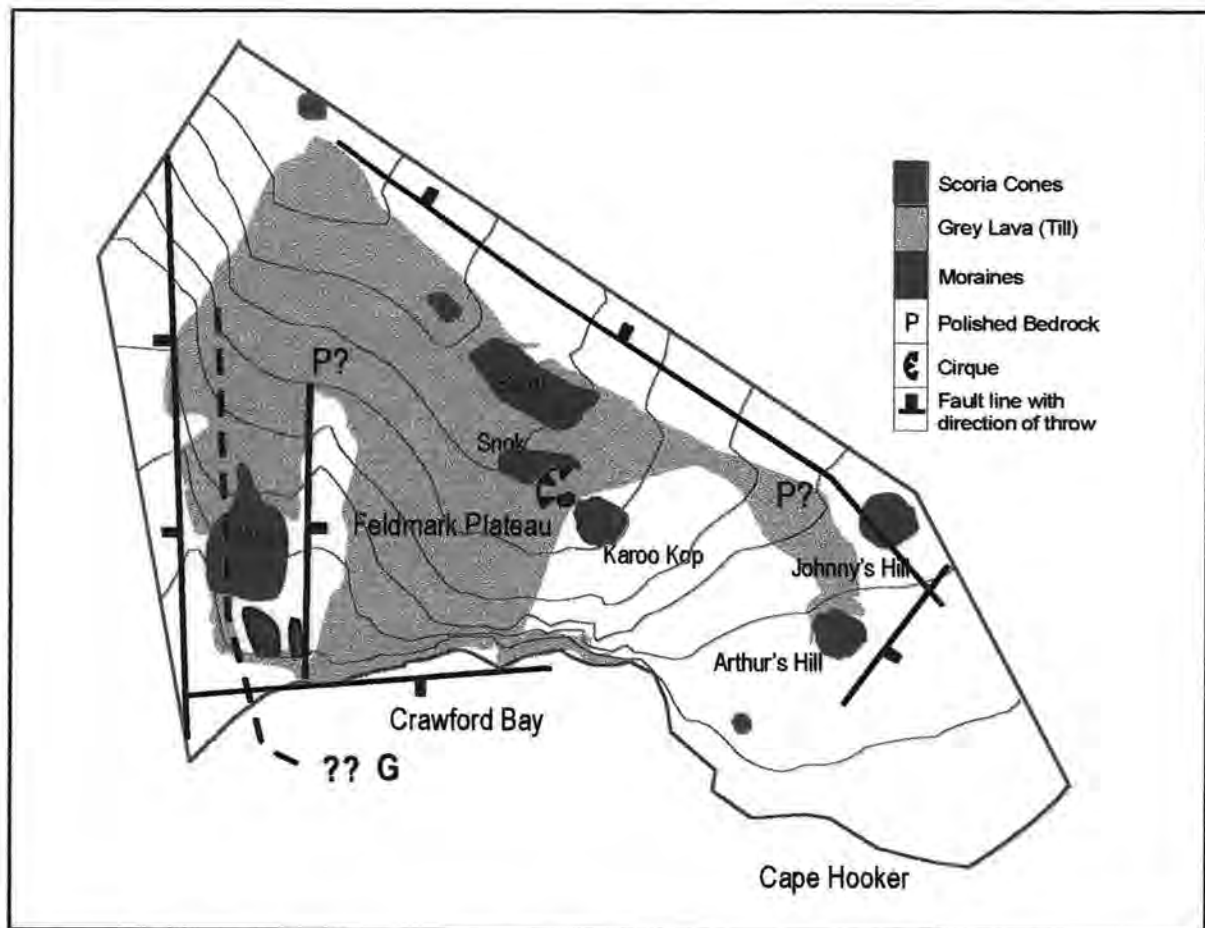 Scoria Cones
Grey Lava (Till)
Moraines
P Polished Bedrock
Cirque
Fault line with
direction of throw
P?
Snok
Feldmark Plateau
Karoo Kop
P?
Johnny's Hill
Arthur's Hill
Crawford Bay
?? G
Cape Hooker